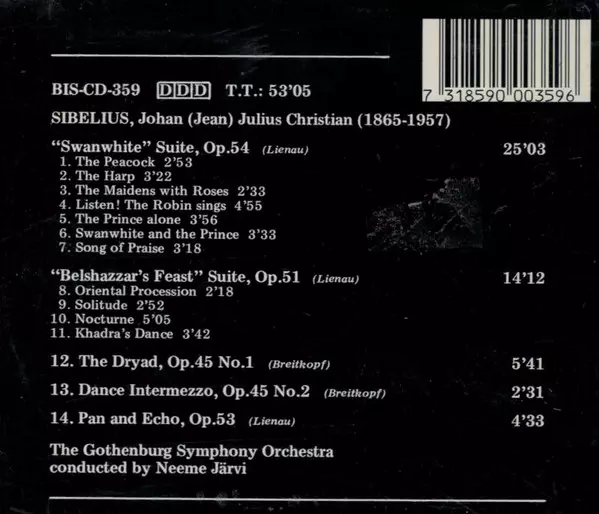 7 318590 003596
BIS-CD-359 DDD T.T.: 53'05
SIBELIUS, Johan (Jean) Julius Christian (1865-1957)
"Swanwhite" Suite, Op.54 (Lienau) 25'03
1. The Peacock 2'53
2. The Harp 3'22
3. The Maidens with Roses 2'33
4. Listen! The Robin sings 4'55
5. The Prince alone 3'56
6. Swanwhite and the Prince 3'33
7. Song of Praise 3'18
"Belshazzar's Feast" Suite, Op.51 (Lienau) 14'12
8. Oriental Procession 2'18
9. Solitude 2'52
10. Nocturne 5'05
11. Khadra's Dance 3'42
12. The Dryad, Op.45 No.1 (Breitkopf) 5'41
13. Dance Intermezzo, Op.45 No.2 (Breitkopf) 2'31
14. Pan and Echo, Op.53 (Lienau) 4'33
The Gothenburg Symphony Orchestra
conducted by Neeme Järvi